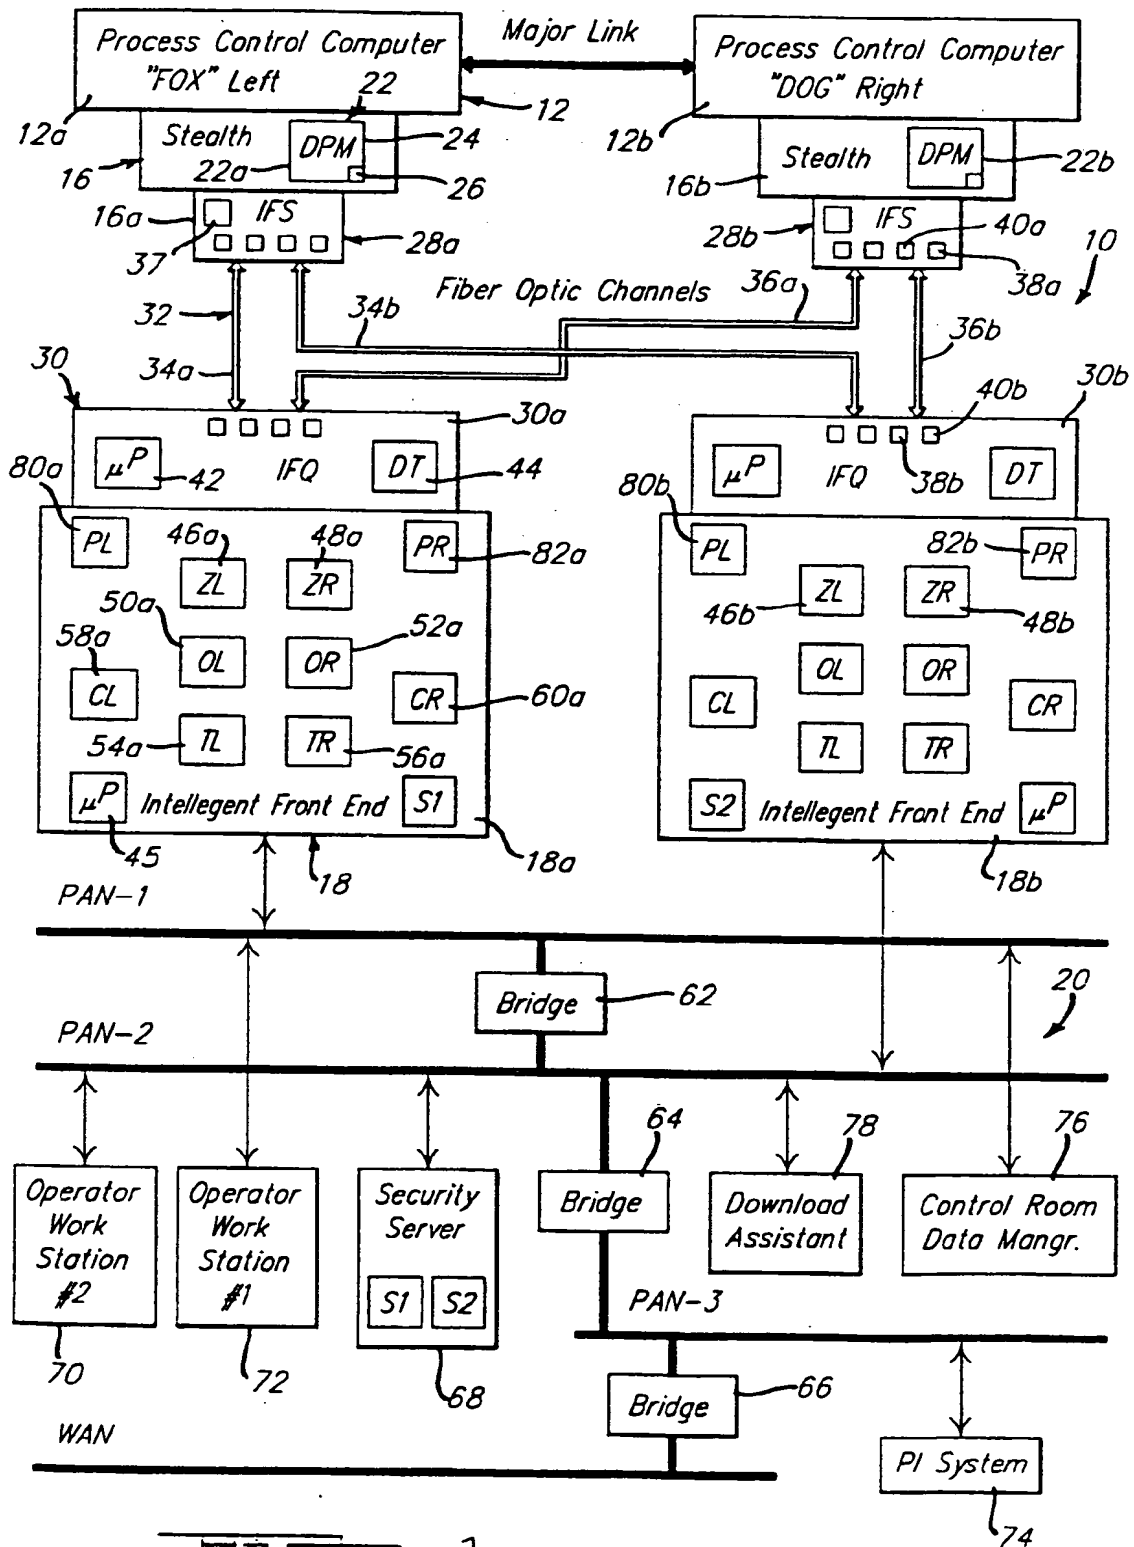 Process Control Computer
"FOX" Left
Major Link
Process Control Computer
"DOG" Right
12a
22
12
12b
Stealth
DPM
24
16
22a
26
Stealth
DPM
22b
16b
16a
IFS
37
28a
28b
IFS
40a
38a
10
Fiber Optic Channels
32
34b
36a
36b
34a
30
30a
40b
30b
80a
μP
42
IFQ
DT
44
μP
IFQ
38b
DT
80b
PL
46a
48a
PR
82a
ZL
ZR
50a
52a
58a
OL
OR
CL
CR
60a
54a
TL
TR
56a
μP
Intellegent Front End
S1
45
18
18a
PL
82b
PR
ZL
ZR
46b
48b
OL
OR
CL
CR
TL
TR
S2
Intellegent Front End
μP
18b
PAN-1
Bridge
62
20
PAN-2
64
78
76
Operator
Work
Station
#2
Operator
Work
Station
#1
Security
Server
S1
S2
Bridge
Download
Assistant
Control Room
Data Mangr.
70
72
68
PAN-3
Bridge
66
WAN
PI System
74